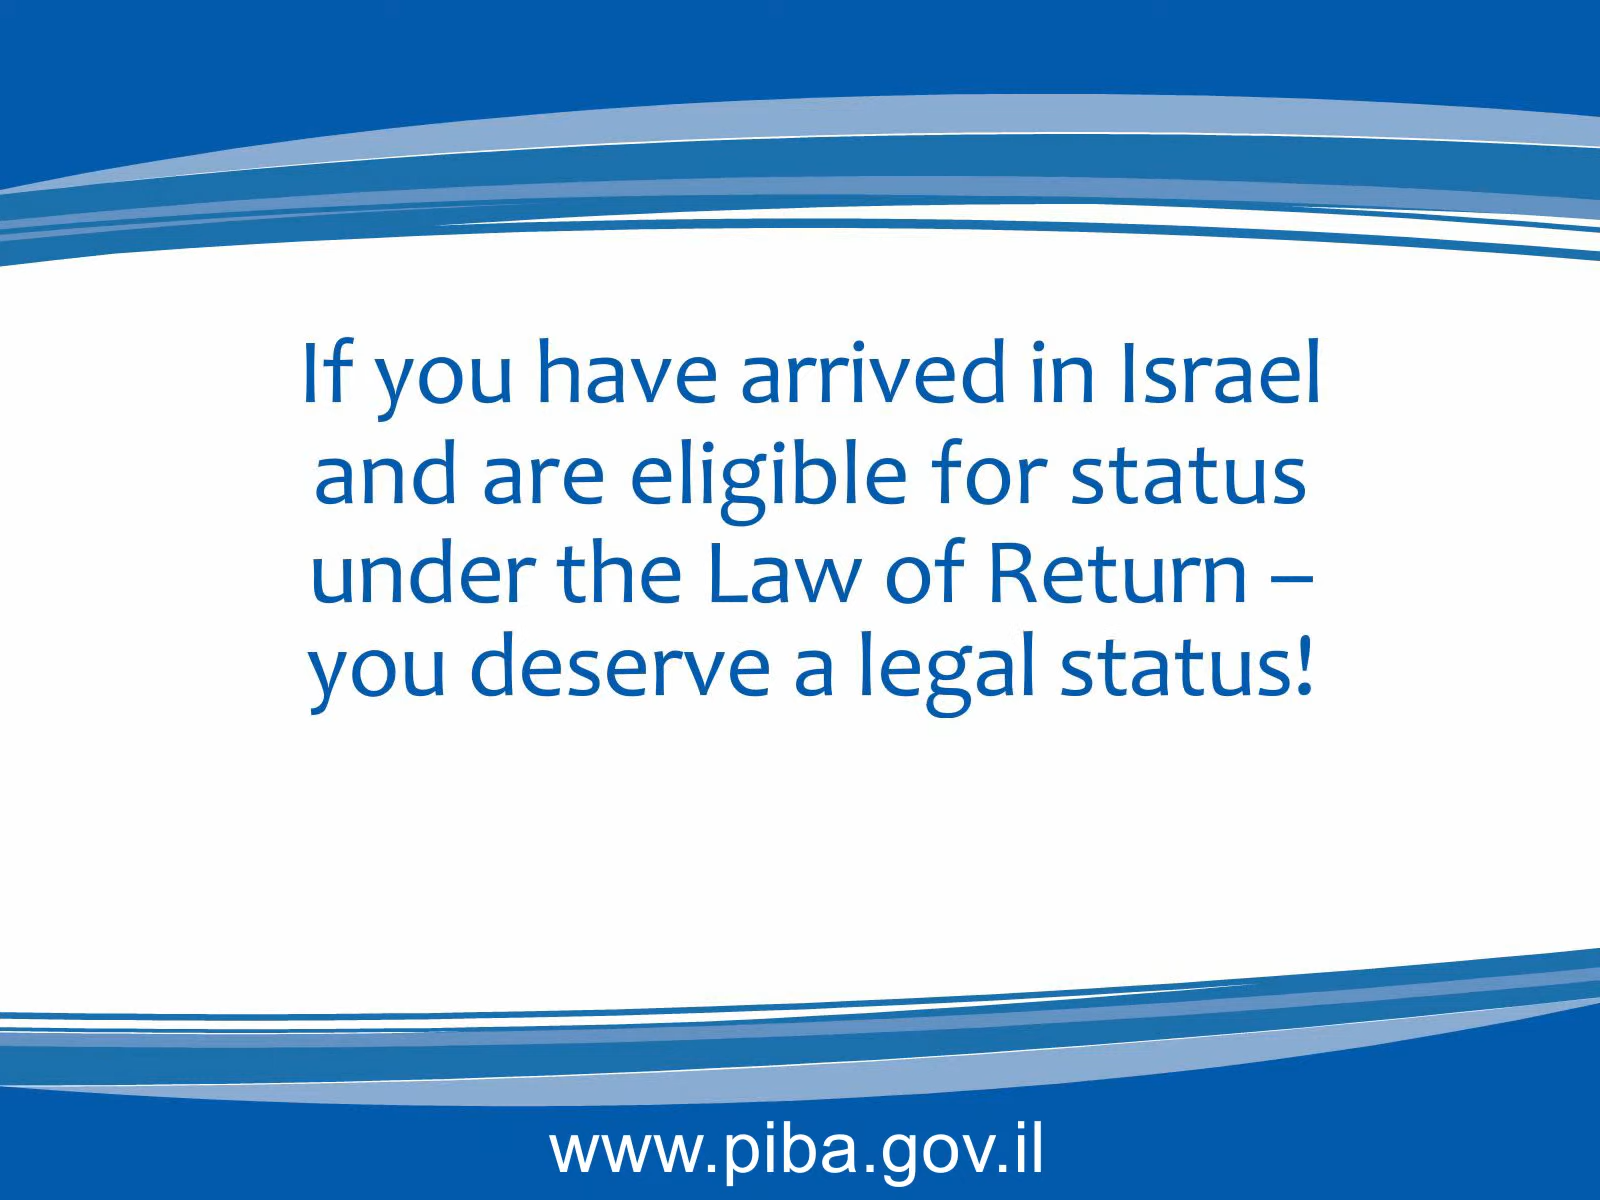 If you have arrived in Israel
and are eligible for status
under the Law of Return –
you deserve a legal status!
www.piba.gov.il